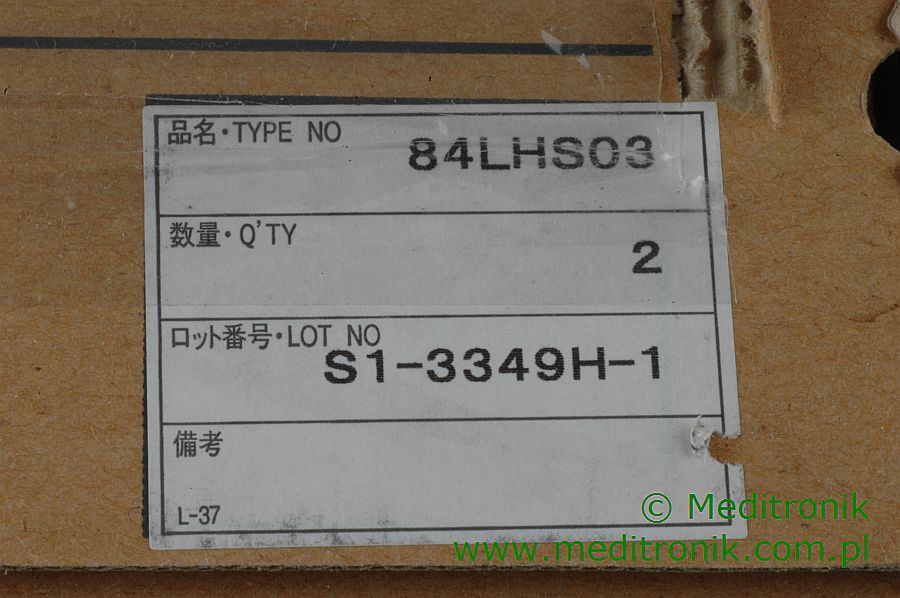 品名・TYPE NO
84LHS03
数量・Q'TY
2
ロット番号・LOT NO
S1-3349H-1
備考
L-37
© Meditronik
www.meditronik.com.pl